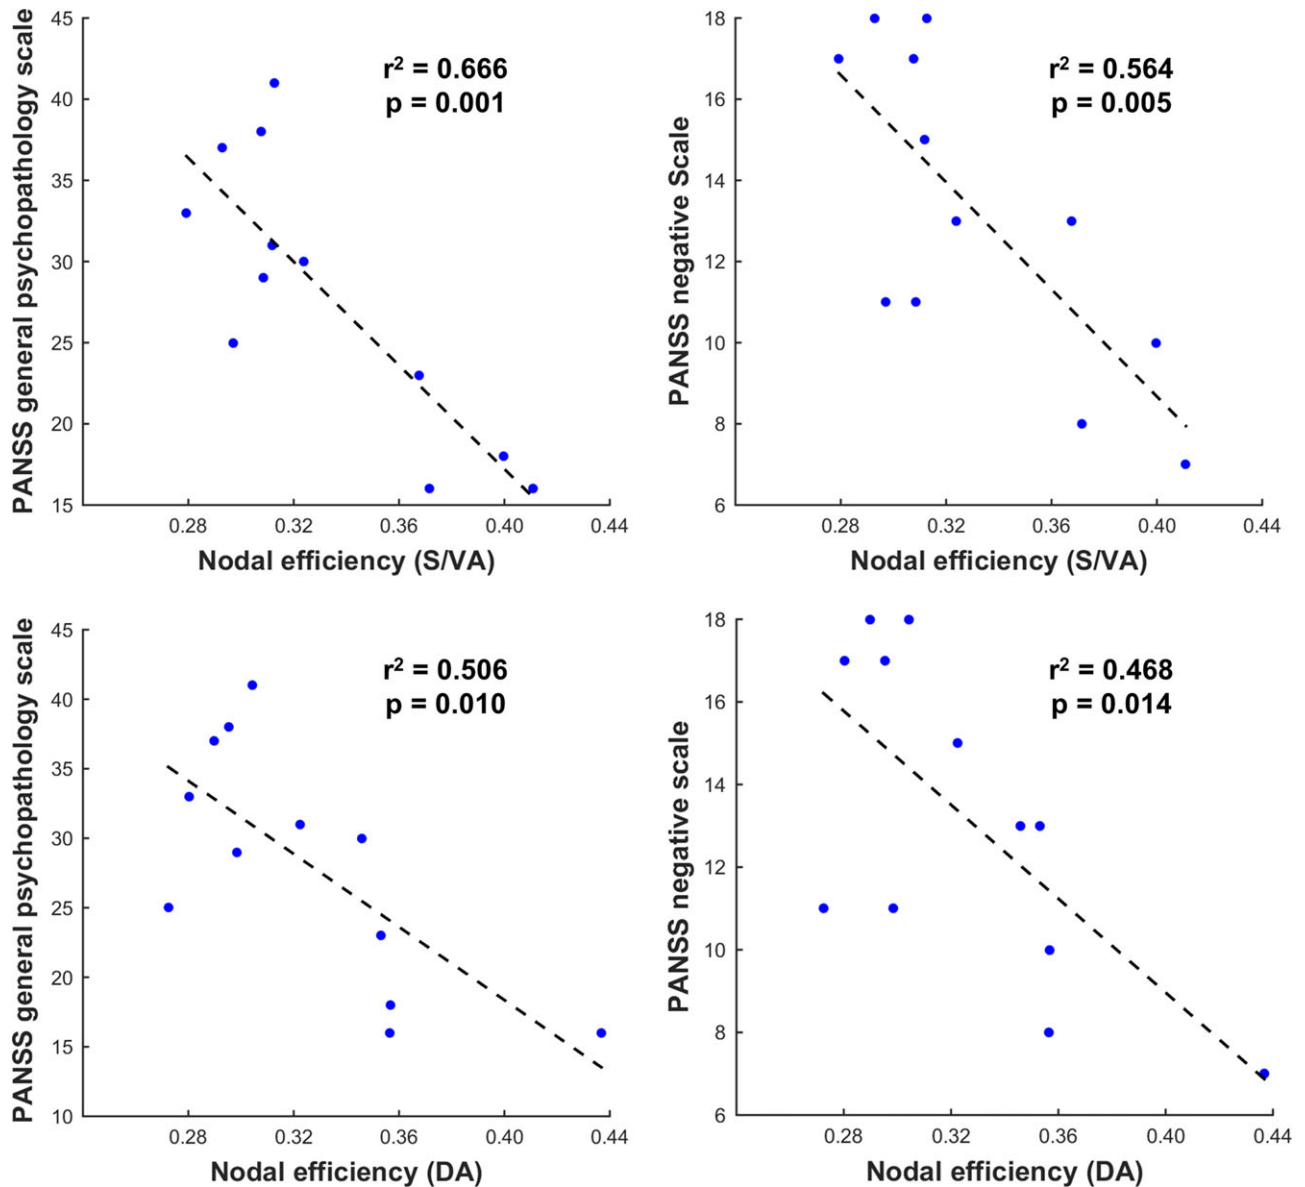 PANSS general psychopathology scale
45
40
35
30
25
20
15
r² = 0.666
p = 0.001
0.28 0.32 0.36 0.40 0.44
Nodal efficiency (S/VA)
PANSS negative Scale
18
16
14
12
10
8
6
r² = 0.564
p = 0.005
0.28 0.32 0.36 0.40 0.44
Nodal efficiency (S/VA)
PANSS general psychopathology scale
45
40
35
30
25
20
15
10
r² = 0.506
p = 0.010
0.28 0.32 0.36 0.40 0.44
Nodal efficiency (DA)
PANSS negative scale
18
16
14
12
10
8
6
r² = 0.468
p = 0.014
0.28 0.32 0.36 0.40 0.44
Nodal efficiency (DA)